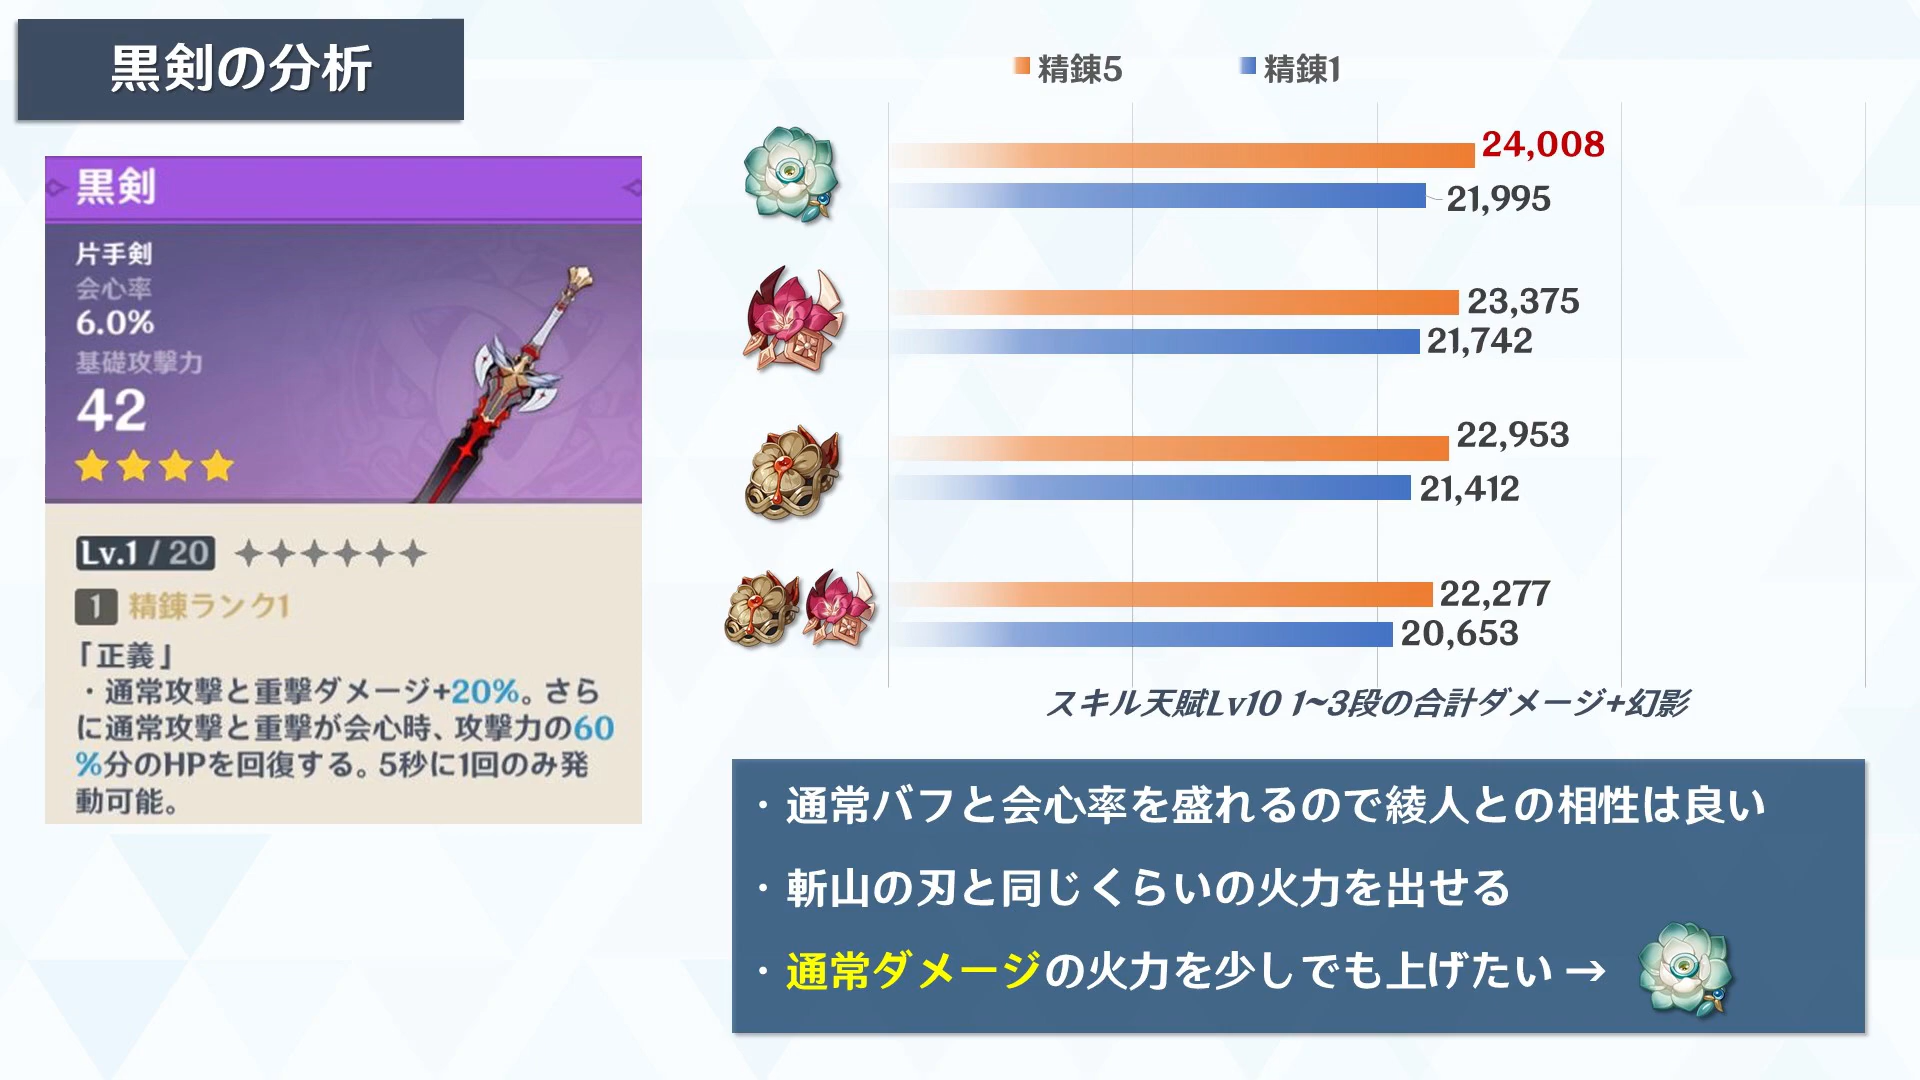 黒剣の分析
黒剣
片手剣
会心率
6.0%
基礎攻撃力
42
Lv.1 / 20
1 精錬ランク1
「正義」
・通常攻撃と重撃ダメージ+20%。さら
に通常攻撃と重撃が会心時、攻撃力の60
%分のHPを回復する。5秒に1回のみ発
動可能。
精錬5 精錬1
24,008
21,995
23,375
21,742
22,953
21,412
22,277
20,653
スキル天賦Lv10 1~3段の合計ダメージ+幻影
・通常バフと会心率を盛れるので綾人との相性は良い
・斬山の刃と同じくらいの火力を出せる
・通常ダメージの火力を少しでも上げたい→